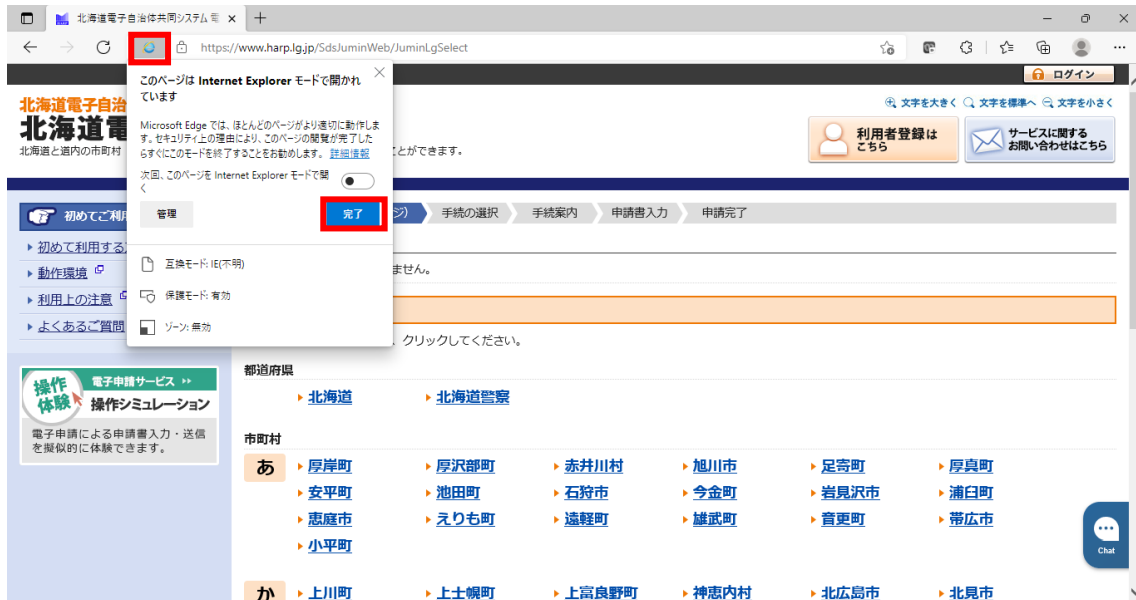 北海道電子自治体共同システム 電
https://www.harp.lg.jp/SdsJuminWeb/JuminLgSelect
ログイン
このページは Internet Explorer モードで開かれ
ています
Microsoft Edge では、ほとんどのページがより適切に動作しま
す。セキュリティ上の理由により、このページの閲覧が完了した
らすぐにこのモードを終了することをお勧めします。 詳細情報
次回、このページを Internet Explorer モードで開
く
管理
完了
互換モード: IE(不明)
保護モード: 有効
ゾーン: 無効
北海道電子自治
北海道電
北海道と道内の市町村
とができます。
文字を大きく 文字を標準へ 文字を小さく
利用者登録は
こちら
サービスに関する
お問い合わせはこちら
初めてご利用
初めて利用する
動作環境
利用上の注意
よくあるご質問
操作
体験
電子申請サービス
操作シミュレーション
電子申請による申請書入力・送信
を擬似的に体験できます。
ジ) 手続の選択 手続案内 申請書入力 申請完了
ません。
、クリックしてください。
都道府県
北海道 北海道警察
市町村
あ 厚岸町 厚沢部町 赤井川村 旭川市 足寄町 厚真町
安平町 池田町 石狩市 今金町 岩見沢市 浦臼町
恵庭市 えりも町 遠軽町 雄武町 音更町 帯広市
小平町
か 上川町 上士幌町 上富良野町 神恵内村 北広島市 北見市
Chat